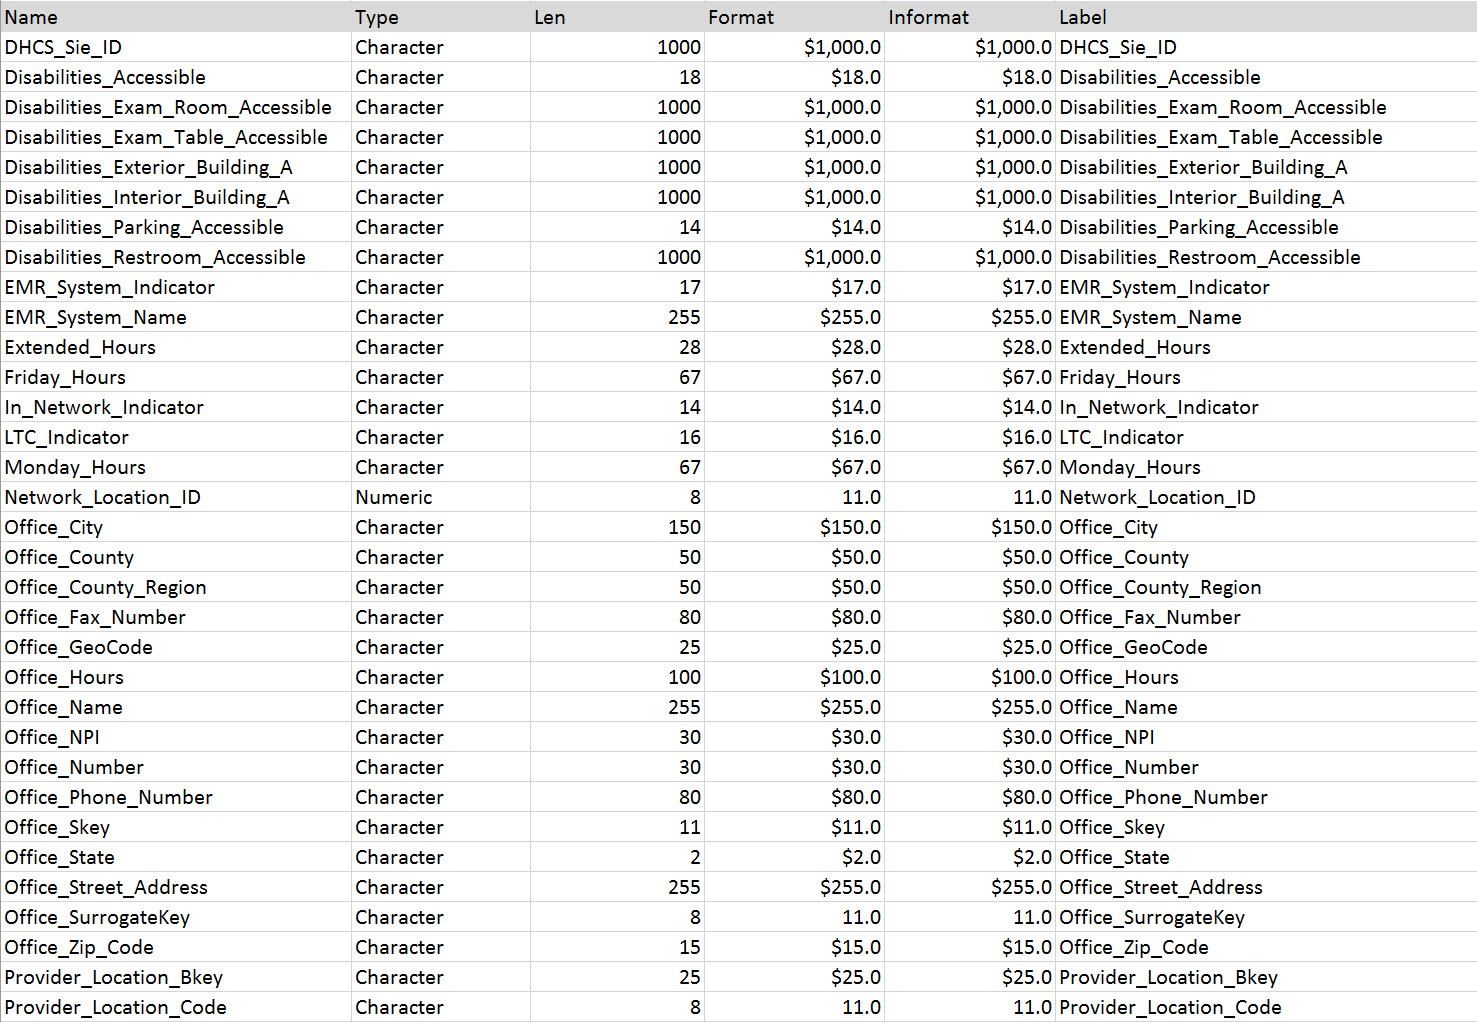 Name Type Len Format Informat Label
DHCS_Sie_ID Character 1000 $1,000.0 $1,000.0 DHCS_Sie_ID
Disabilities_Accessible Character 18 $18.0 $18.0 Disabilities_Accessible
Disabilities_Exam_Room_Accessible Character 1000 $1,000.0 $1,000.0 Disabilities_Exam_Room_Accessible
Disabilities_Exam_Table_Accessible Character 1000 $1,000.0 $1,000.0 Disabilities_Exam_Table_Accessible
Disabilities_Exterior_Building_A Character 1000 $1,000.0 $1,000.0 Disabilities_Exterior_Building_A
Disabilities_Interior_Building_A Character 1000 $1,000.0 $1,000.0 Disabilities_Interior_Building_A
Disabilities_Parking_Accessible Character 14 $14.0 $14.0 Disabilities_Parking_Accessible
Disabilities_Restroom_Accessible Character 1000 $1,000.0 $1,000.0 Disabilities_Restroom_Accessible
EMR_System_Indicator Character 17 $17.0 $17.0 EMR_System_Indicator
EMR_System_Name Character 255 $255.0 $255.0 EMR_System_Name
Extended_Hours Character 28 $28.0 $28.0 Extended_Hours
Friday_Hours Character 67 $67.0 $67.0 Friday_Hours
In_Network_Indicator Character 14 $14.0 $14.0 In_Network_Indicator
LTC_Indicator Character 16 $16.0 $16.0 LTC_Indicator
Monday_Hours Character 67 $67.0 $67.0 Monday_Hours
Network_Location_ID Numeric 8 11.0 11.0 Network_Location_ID
Office_City Character 150 $150.0 $150.0 Office_City
Office_County Character 50 $50.0 $50.0 Office_County
Office_County_Region Character 50 $50.0 $50.0 Office_County_Region
Office_Fax_Number Character 80 $80.0 $80.0 Office_Fax_Number
Office_GeoCode Character 25 $25.0 $25.0 Office_GeoCode
Office_Hours Character 100 $100.0 $100.0 Office_Hours
Office_Name Character 255 $255.0 $255.0 Office_Name
Office_NPI Character 30 $30.0 $30.0 Office_NPI
Office_Number Character 30 $30.0 $30.0 Office_Number
Office_Phone_Number Character 80 $80.0 $80.0 Office_Phone_Number
Office_Skey Character 11 $11.0 $11.0 Office_Skey
Office_State Character 2 $2.0 $2.0 Office_State
Office_Street_Address Character 255 $255.0 $255.0 Office_Street_Address
Office_SurrogateKey Character 8 11.0 11.0 Office_SurrogateKey
Office_Zip_Code Character 15 $15.0 $15.0 Office_Zip_Code
Provider_Location_Bkey Character 25 $25.0 $25.0 Provider_Location_Bkey
Provider_Location_Code Character 8 11.0 11.0 Provider_Location_Code